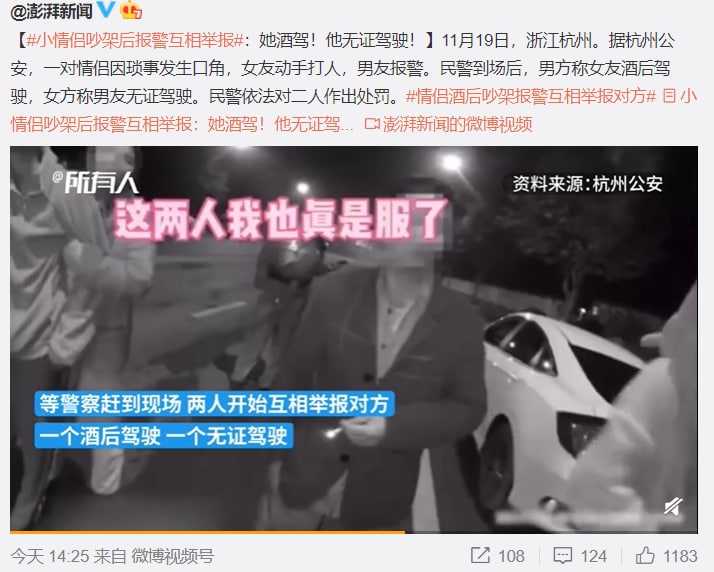 @澎湃新闻
【#小情侣吵架后报警互相举报#：她酒驾！他无证驾驶！】11月19日，浙江杭州。据杭州公
安，一对情侣因琐事发生口角，女友动手打人，男友报警。民警到场后，男方称女友酒后驾
驶，女方称男友无证驾驶。民警依法对二人作出处罚。#情侣酒后吵架报警互相举报对方# 小
情侣吵架后报警互相举报：她酒驾！他无证驾... 澎湃新闻的微博视频
@所有人
资料来源：杭州公安
这两人我也真是服了
等警察赶到现场 两人开始互相举报对方
一个酒后驾驶 一个无证驾驶
今天 14:25 来自 微博视频号 108 124 1183